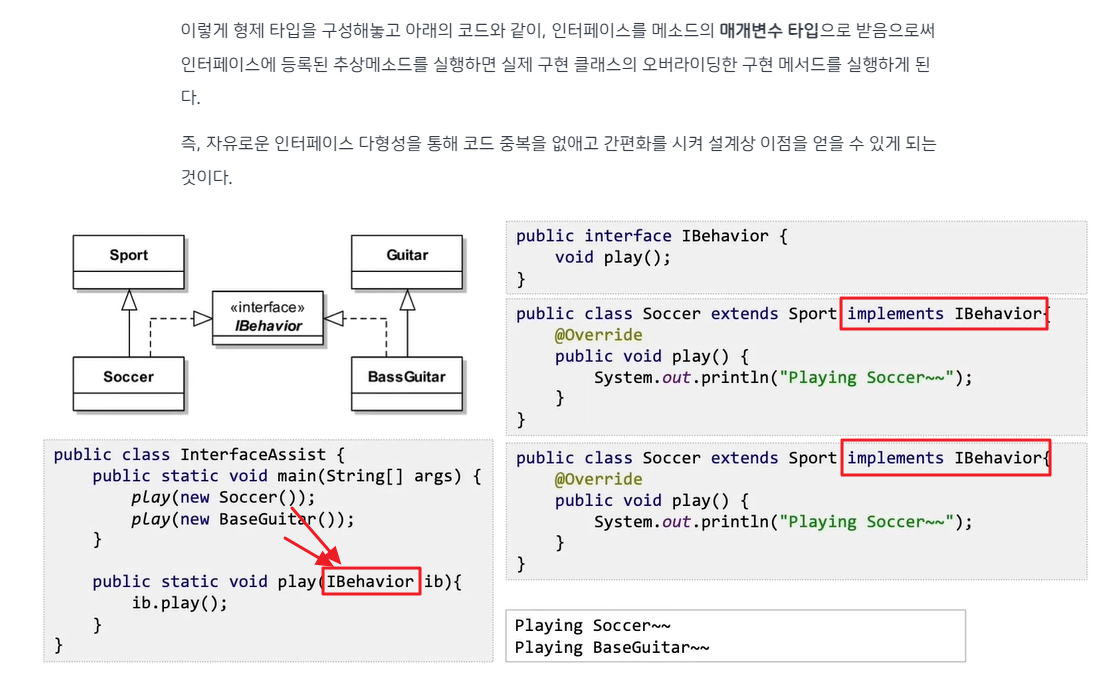 이렇게 형제 타입을 구성해놓고 아래의 코드와 같이, 인터페이스를 메소드의 매개변수 타입으로 받음으로써
인터페이스에 등록된 추상메소드를 실행하면 실제 구현 클래스의 오버라이딩한 구현 메서드를 실행하게 된
다.
즉, 자유로운 인터페이스 다형성을 통해 코드 중복을 없애고 간편화를 시켜 설계상 이점을 얻을 수 있게 되는
것이다.
Sport
Guitar
«interface»
IBehavior
Soccer
BassGuitar
public class InterfaceAssist {
public static void main(String[] args) {
play(new Soccer());
play(new BaseGuitar());
}
public static void play(IBehavior ib){
ib.play();
}
}
public interface IBehavior {
void play();
}
public class Soccer extends Sport implements IBehavior{
@Override
public void play() {
System.out.println("Playing Soccer~~");
}
}
public class Soccer extends Sport implements IBehavior{
@Override
public void play() {
System.out.println("Playing Soccer~~");
}
}
Playing Soccer~~
Playing BaseGuitar~~